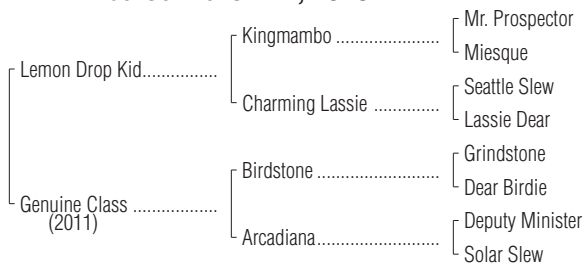 Mr. Prospector
Kingmambo ....................
Miesque
Lemon Drop Kid...............
Seattle Slew
Charming Lassie .............
Lassie Dear
Grindstone
Birdstone ........................
Dear Birdie
Genuine Class ................
(2011)
Deputy Minister
Arcadiana........................
Solar Slew